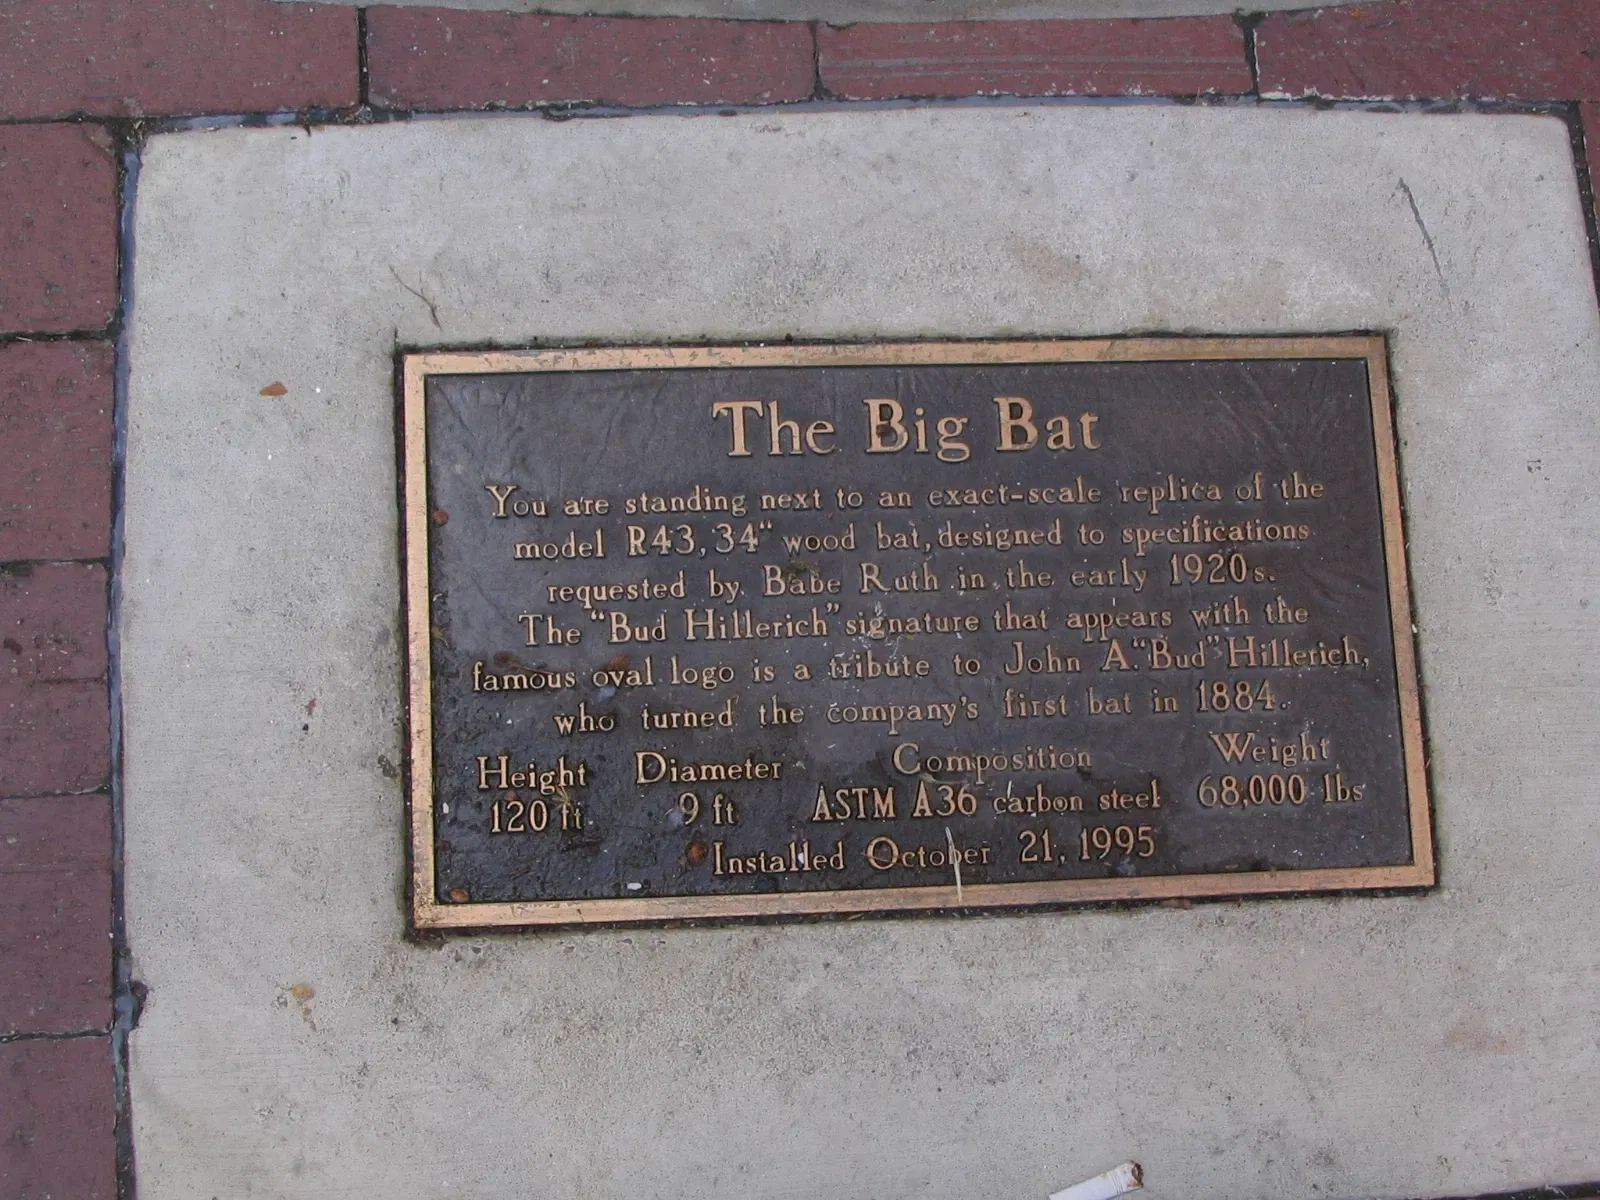 The Big Bat
You are standing next to an exact-scale replica of the
model R43, 34" wood bat, designed to specifications
requested by Babe Ruth in the early 1920s.
The "Bud Hillerich" signature that appears with the
famous oval logo is a tribute to John A. "Bud" Hillerich,
who turned the company's first bat in 1884.
Height Diameter Composition Weight
120 ft 9 ft ASTM A36 carbon steel 68,000 lbs
Installed October 21, 1995